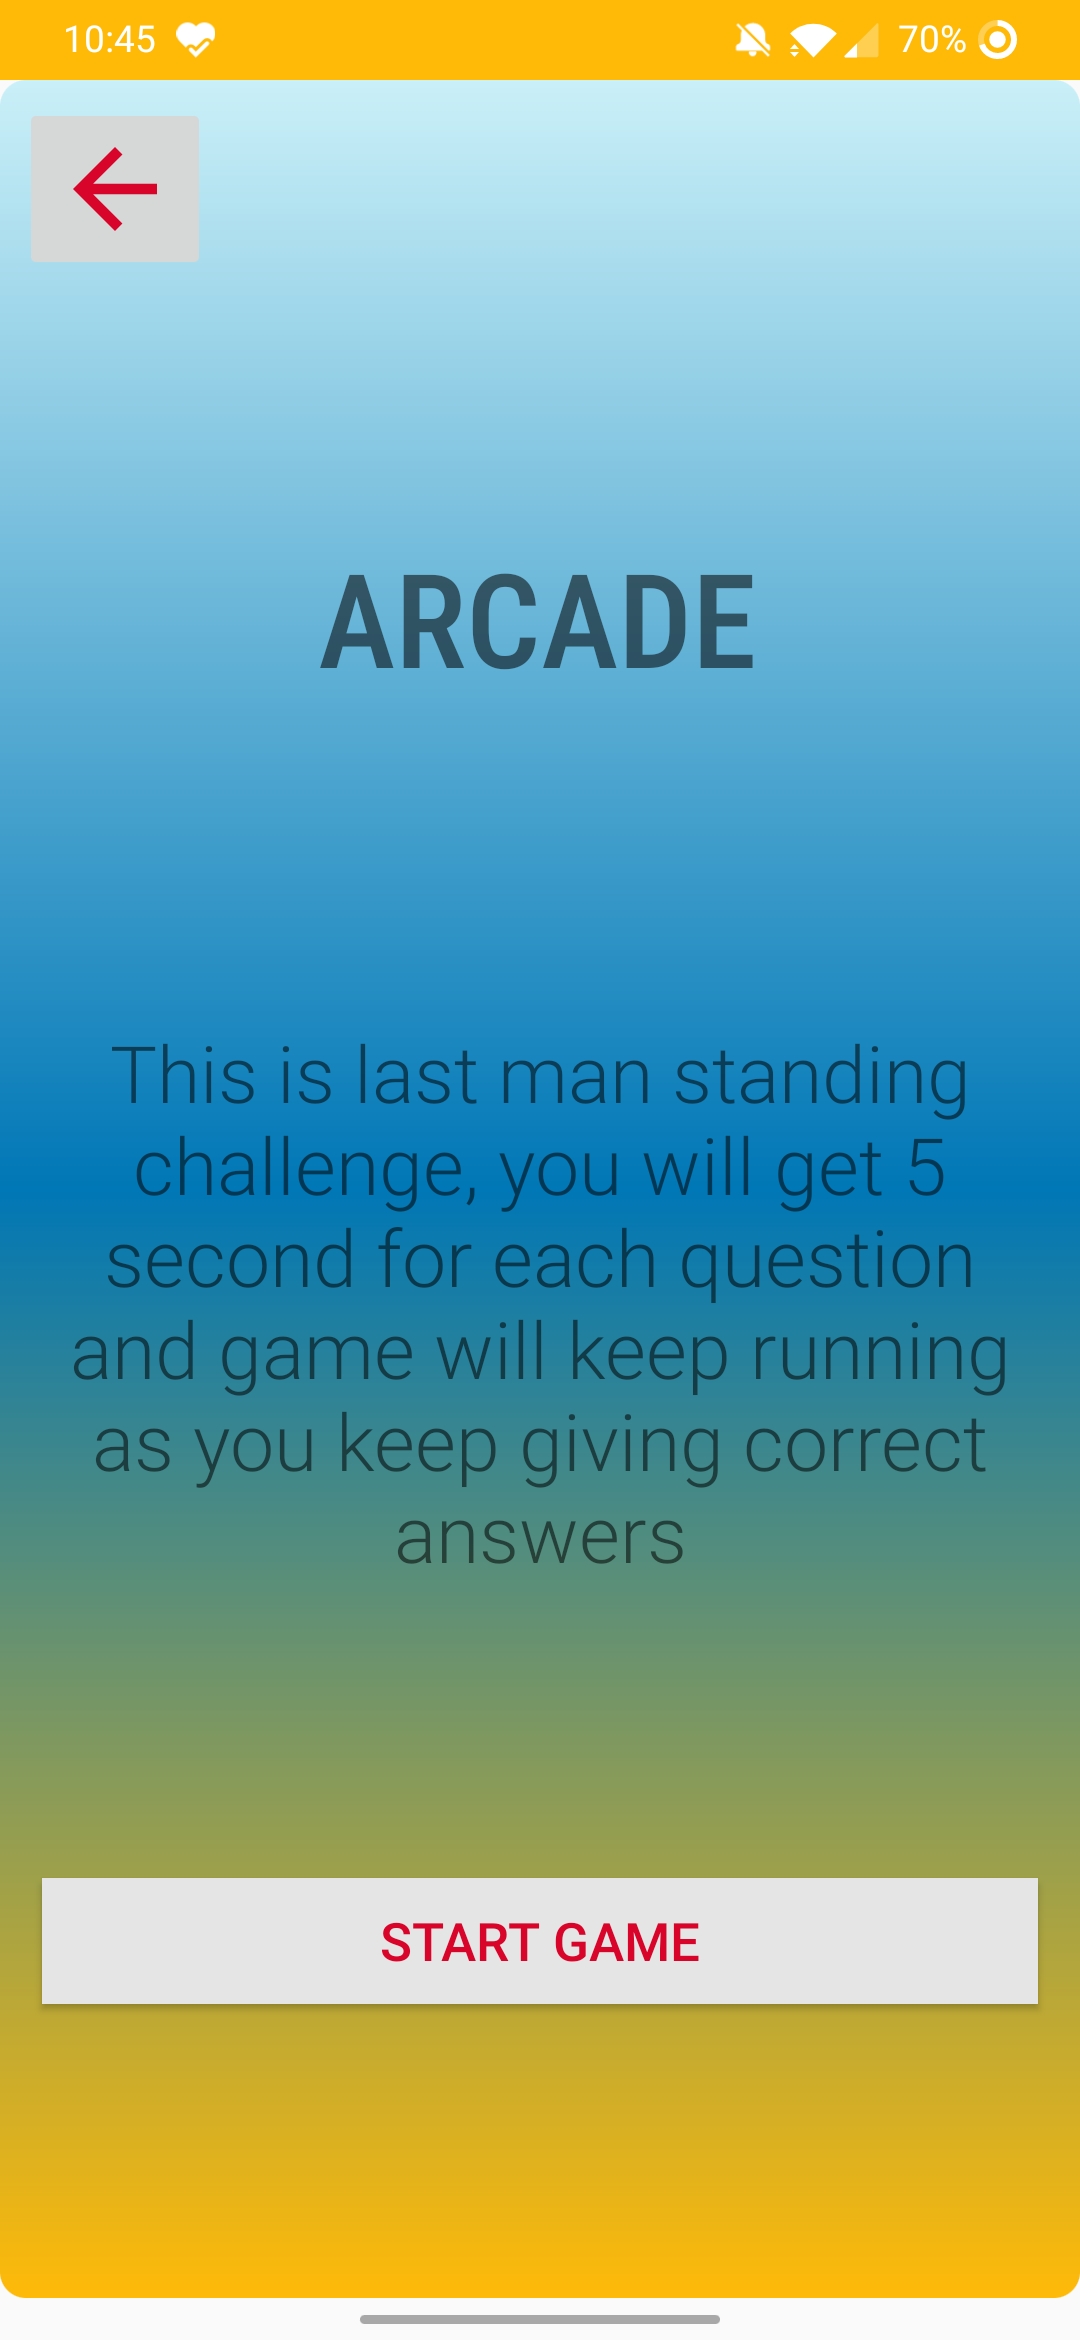 10:45 70%
ARCADE
This is last man standing
challenge, you will get 5
second for each question
and game will keep running
as you keep giving correct
answers
START GAME